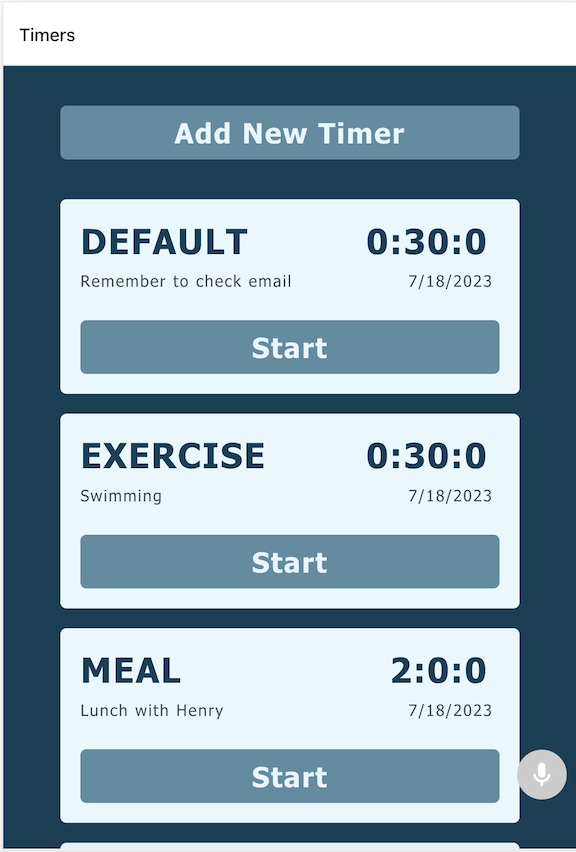 Timers
Add New Timer
DEFAULT 0:30:0
Remember to check email 7/18/2023
Start
EXERCISE 0:30:0
Swimming 7/18/2023
Start
MEAL 2:0:0
Lunch with Henry 7/18/2023
Start